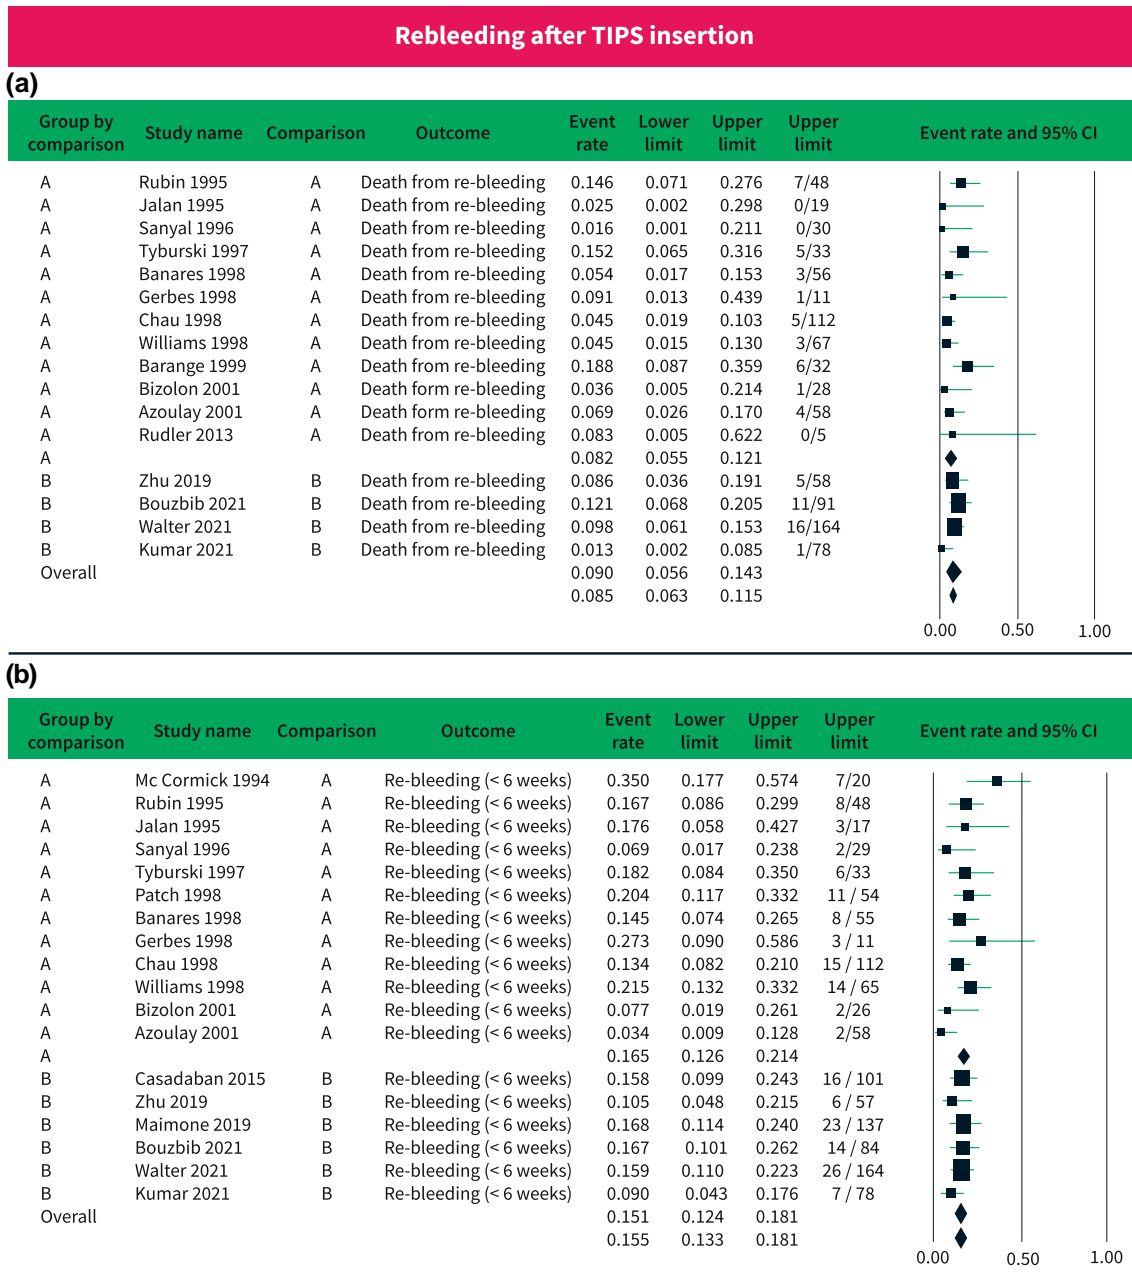 Rebleeding after TIPS insertion
(a)
Group by comparison Study name Comparison Outcome Event rate Lower limit Upper limit Upper limit Event rate and 95% CI
A Rubin 1995 A Death from re-bleeding 0.146 0.071 0.276 7/48
A Jalan 1995 A Death from re-bleeding 0.025 0.002 0.298 0/19
A Sanyal 1996 A Death from re-bleeding 0.016 0.001 0.211 0/30
A Tyburski 1997 A Death from re-bleeding 0.152 0.065 0.316 5/33
A Banares 1998 A Death from re-bleeding 0.054 0.017 0.153 3/56
A Gerbes 1998 A Death from re-bleeding 0.091 0.013 0.439 1/11
A Chau 1998 A Death from re-bleeding 0.045 0.019 0.103 5/112
A Williams 1998 A Death from re-bleeding 0.045 0.015 0.130 3/67
A Barange 1999 A Death from re-bleeding 0.188 0.087 0.359 6/32
A Bizolon 2001 A Death form re-bleeding 0.036 0.005 0.214 1/28
A Azoulay 2001 A Death form re-bleeding 0.069 0.026 0.170 4/58
A Rudler 2013 A Death from re-bleeding 0.083 0.005 0.622 0/5
A 0.082 0.055 0.121
B Zhu 2019 B Death from re-bleeding 0.086 0.036 0.191 5/58
B Bouzbib 2021 B Death from re-bleeding 0.121 0.068 0.205 11/91
B Walter 2021 B Death from re-bleeding 0.098 0.061 0.153 16/164
B Kumar 2021 B Death from re-bleeding 0.013 0.002 0.085 1/78
Overall 0.090 0.056 0.143
0.085 0.063 0.115
0.00 0.50 1.00
(b)
Group by comparison Study name Comparison Outcome Event rate Lower limit Upper limit Upper limit Event rate and 95% CI
A Mc Cormick 1994 A Re-bleeding (< 6 weeks) 0.350 0.177 0.574 7/20
A Rubin 1995 A Re-bleeding (< 6 weeks) 0.167 0.086 0.299 8/48
A Jalan 1995 A Re-bleeding (< 6 weeks) 0.176 0.058 0.427 3/17
A Sanyal 1996 A Re-bleeding (< 6 weeks) 0.069 0.017 0.238 2/29
A Tyburski 1997 A Re-bleeding (< 6 weeks) 0.182 0.084 0.350 6/33
A Patch 1998 A Re-bleeding (< 6 weeks) 0.204 0.117 0.332 11 / 54
A Banares 1998 A Re-bleeding (< 6 weeks) 0.145 0.074 0.265 8 / 55
A Gerbes 1998 A Re-bleeding (< 6 weeks) 0.273 0.090 0.586 3 / 11
A Chau 1998 A Re-bleeding (< 6 weeks) 0.134 0.082 0.210 15 / 112
A Williams 1998 A Re-bleeding (< 6 weeks) 0.215 0.132 0.332 14 / 65
A Bizolon 2001 A Re-bleeding (< 6 weeks) 0.077 0.019 0.261 2/26
A Azoulay 2001 A Re-bleeding (< 6 weeks) 0.034 0.009 0.128 2/58
A 0.165 0.126 0.214
B Casadaban 2015 B Re-bleeding (< 6 weeks) 0.158 0.099 0.243 16 / 101
B Zhu 2019 B Re-bleeding (< 6 weeks) 0.105 0.048 0.215 6 / 57
B Maimone 2019 B Re-bleeding (< 6 weeks) 0.168 0.114 0.240 23 / 137
B Bouzbib 2021 B Re-bleeding (< 6 weeks) 0.167 0.101 0.262 14 / 84
B Walter 2021 B Re-bleeding (< 6 weeks) 0.159 0.110 0.223 26 / 164
B Kumar 2021 B Re-bleeding (< 6 weeks) 0.090 0.043 0.176 7 / 78
Overall 0.151 0.124 0.181
0.155 0.133 0.181
0.00 0.50 1.00